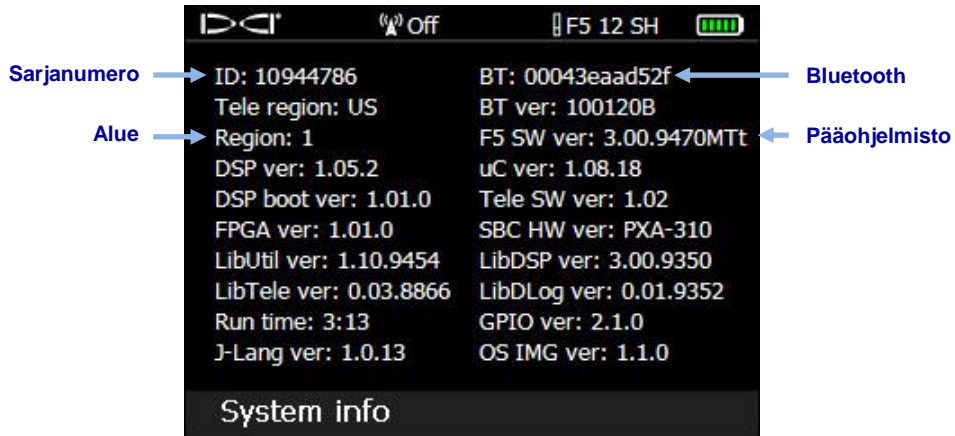 DCI Off F5 12 SH
Sarjanumero ID: 10944786 BT: 00043eaad52f Bluetooth
Tele region: US BT ver: 100120B
Alue Region: 1 F5 SW ver: 3.00.9470MTt Pääohjelmisto
DSP ver: 1.05.2 uC ver: 1.08.18
DSP boot ver: 1.01.0 Tele SW ver: 1.02
FPGA ver: 1.01.0 SBC HW ver: PXA-310
LibUtil ver: 1.10.9454 LibDSP ver: 3.00.9350
LibTele ver: 0.03.8866 LibDLog ver: 0.01.9352
Run time: 3:13 GPIO ver: 2.1.0
J-Lang ver: 1.0.13 OS IMG ver: 1.1.0
System info